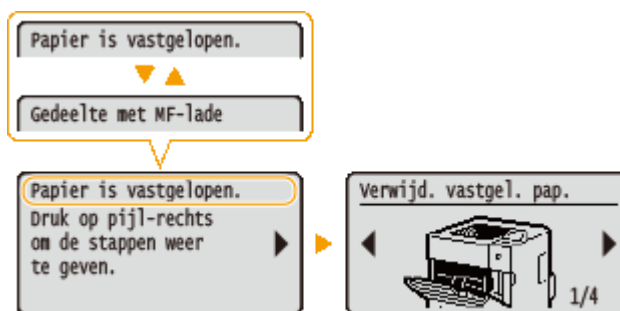 Papier is vastgelopen.
Gedeelte met MF-lade
Papier is vastgelopen.
Druk op pijl-rechts
om de stappen weer
te geven.
Verwijd. vastgel. pap.
1/4